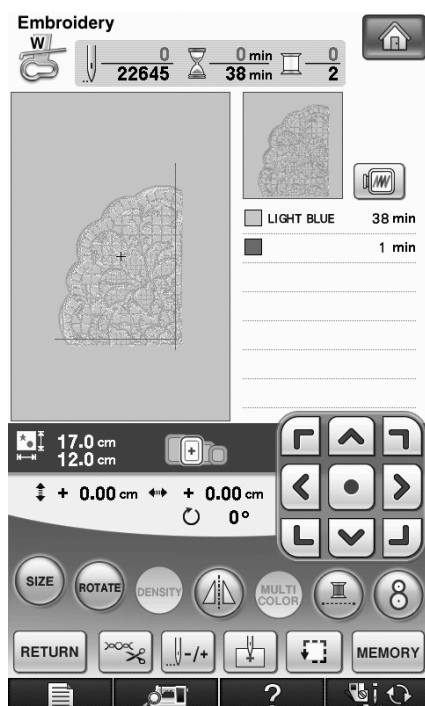 Embroidery
W
0 0 min 0
22645 38 min 2
LIGHT BLUE 38 min
1 min
17.0 cm
12.0 cm
+ 0.00 cm + 0.00 cm
0°
SIZE ROTATE DENSITY MULTI COLOR 8
RETURN -/+ MEMORY
? i